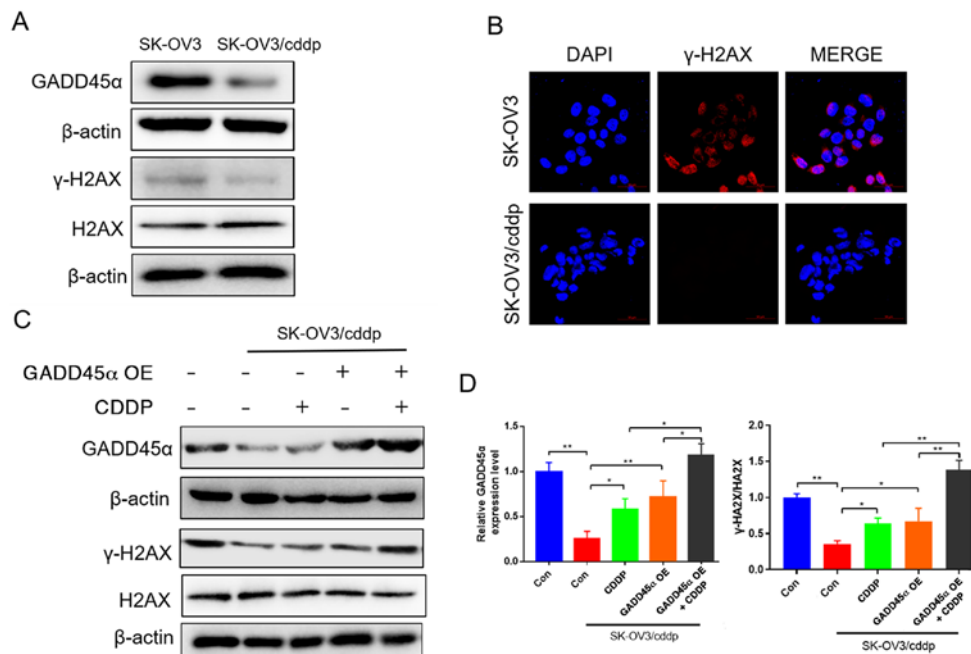 A
SK-OV3 SK-OV3/cddp
GADD45α
β-actin
γ-H2AX
H2AX
β-actin
B
DAPI γ-H2AX MERGE
SK-OV3
SK-OV3/cddp
C
SK-OV3/cddp
GADD45α OE - - - + +
CDDP - - + - +
GADD45α
β-actin
γ-H2AX
H2AX
β-actin
D
Relative GADD45α
expression level
1.5
1.0
0.5
0.0
**
*
**
*
*
Con Con CDDP GADD45α OE GADD45α OE
+ CDDP
SK-OV3/cddp
γ-HA2X/HA2X
2.0
1.5
1.0
0.5
0.0
**
*
*
**
**
Con Con CDDP GADD45α OE GADD45α OE
+ CDDP
SK-OV3/cddp